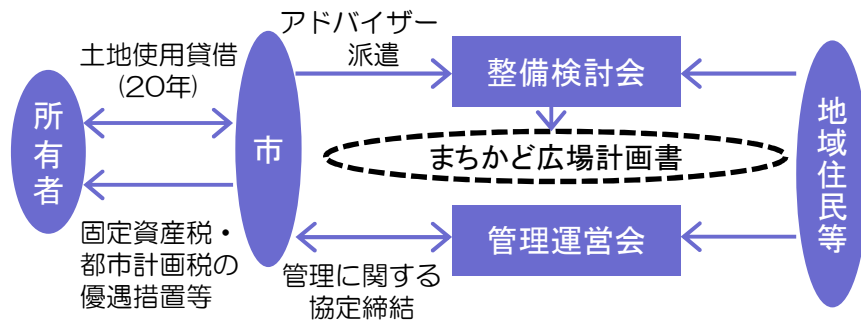 アドバイザー
派遣
土地使用貸借
(20年)
所有者
市
整備検討会
まちかど広場計画書
地域住民等
管理運営会
固定資産税・
都市計画税の
優遇措置等
管理に関する
協定締結